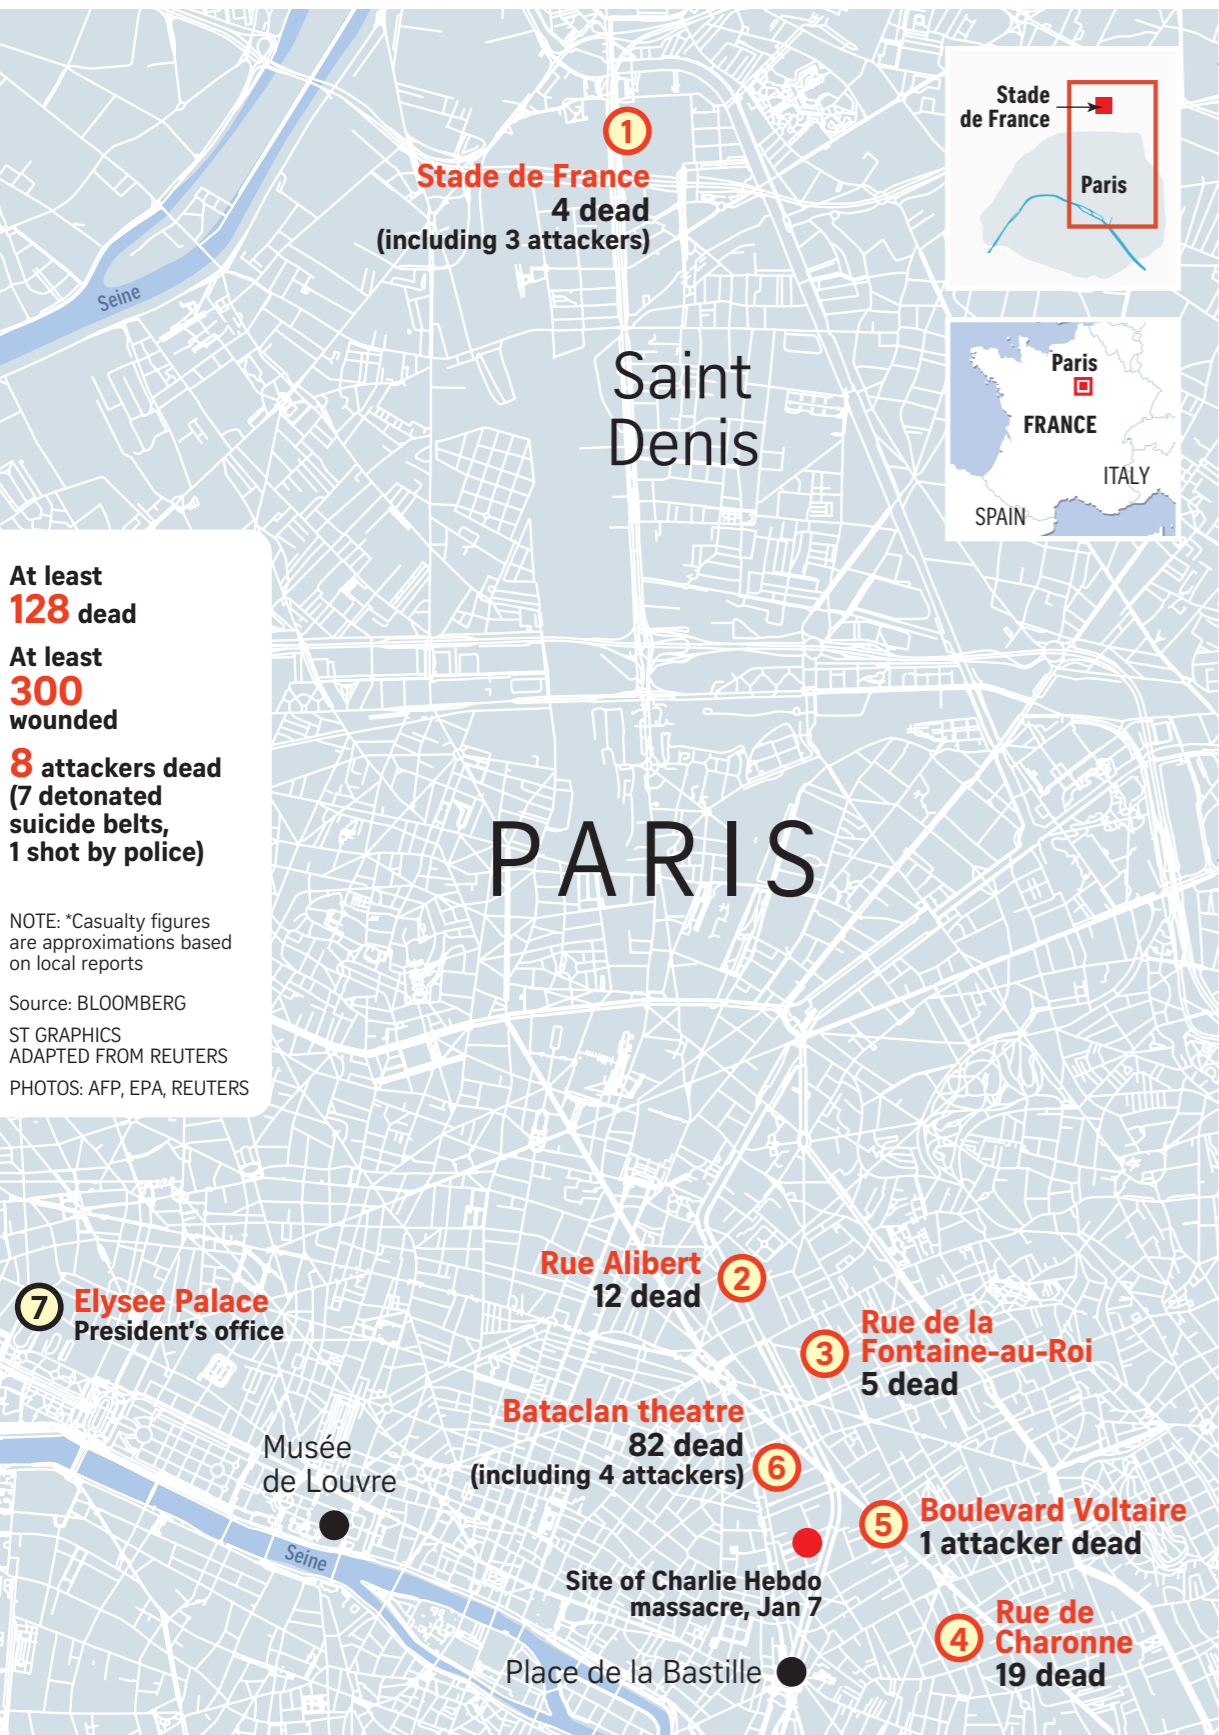 1
Stade de France
4 dead
(including 3 attackers)
Stade
de France
Paris
Seine
Saint
Denis
Paris
FRANCE
ITALY
SPAIN
At least
128 dead
At least
300
wounded
8 attackers dead
(7 detonated
suicide belts,
1 shot by police)
NOTE: *Casualty figures
are approximations based
on local reports
Source: BLOOMBERG
ST GRAPHICS
ADAPTED FROM REUTERS
PHOTOS: AFP, EPA, REUTERS
PARIS
Rue Alibert
12 dead
2
7
Elysee Palace
President's office
3
Rue de la
Fontaine-au-Roi
5 dead
Bataclan theatre
82 dead
(including 4 attackers)
6
Musée
de Louvre
Seine
5
Boulevard Voltaire
1 attacker dead
Site of Charlie Hebdo
massacre, Jan 7
4
Rue de
Charonne
19 dead
Place de la Bastille